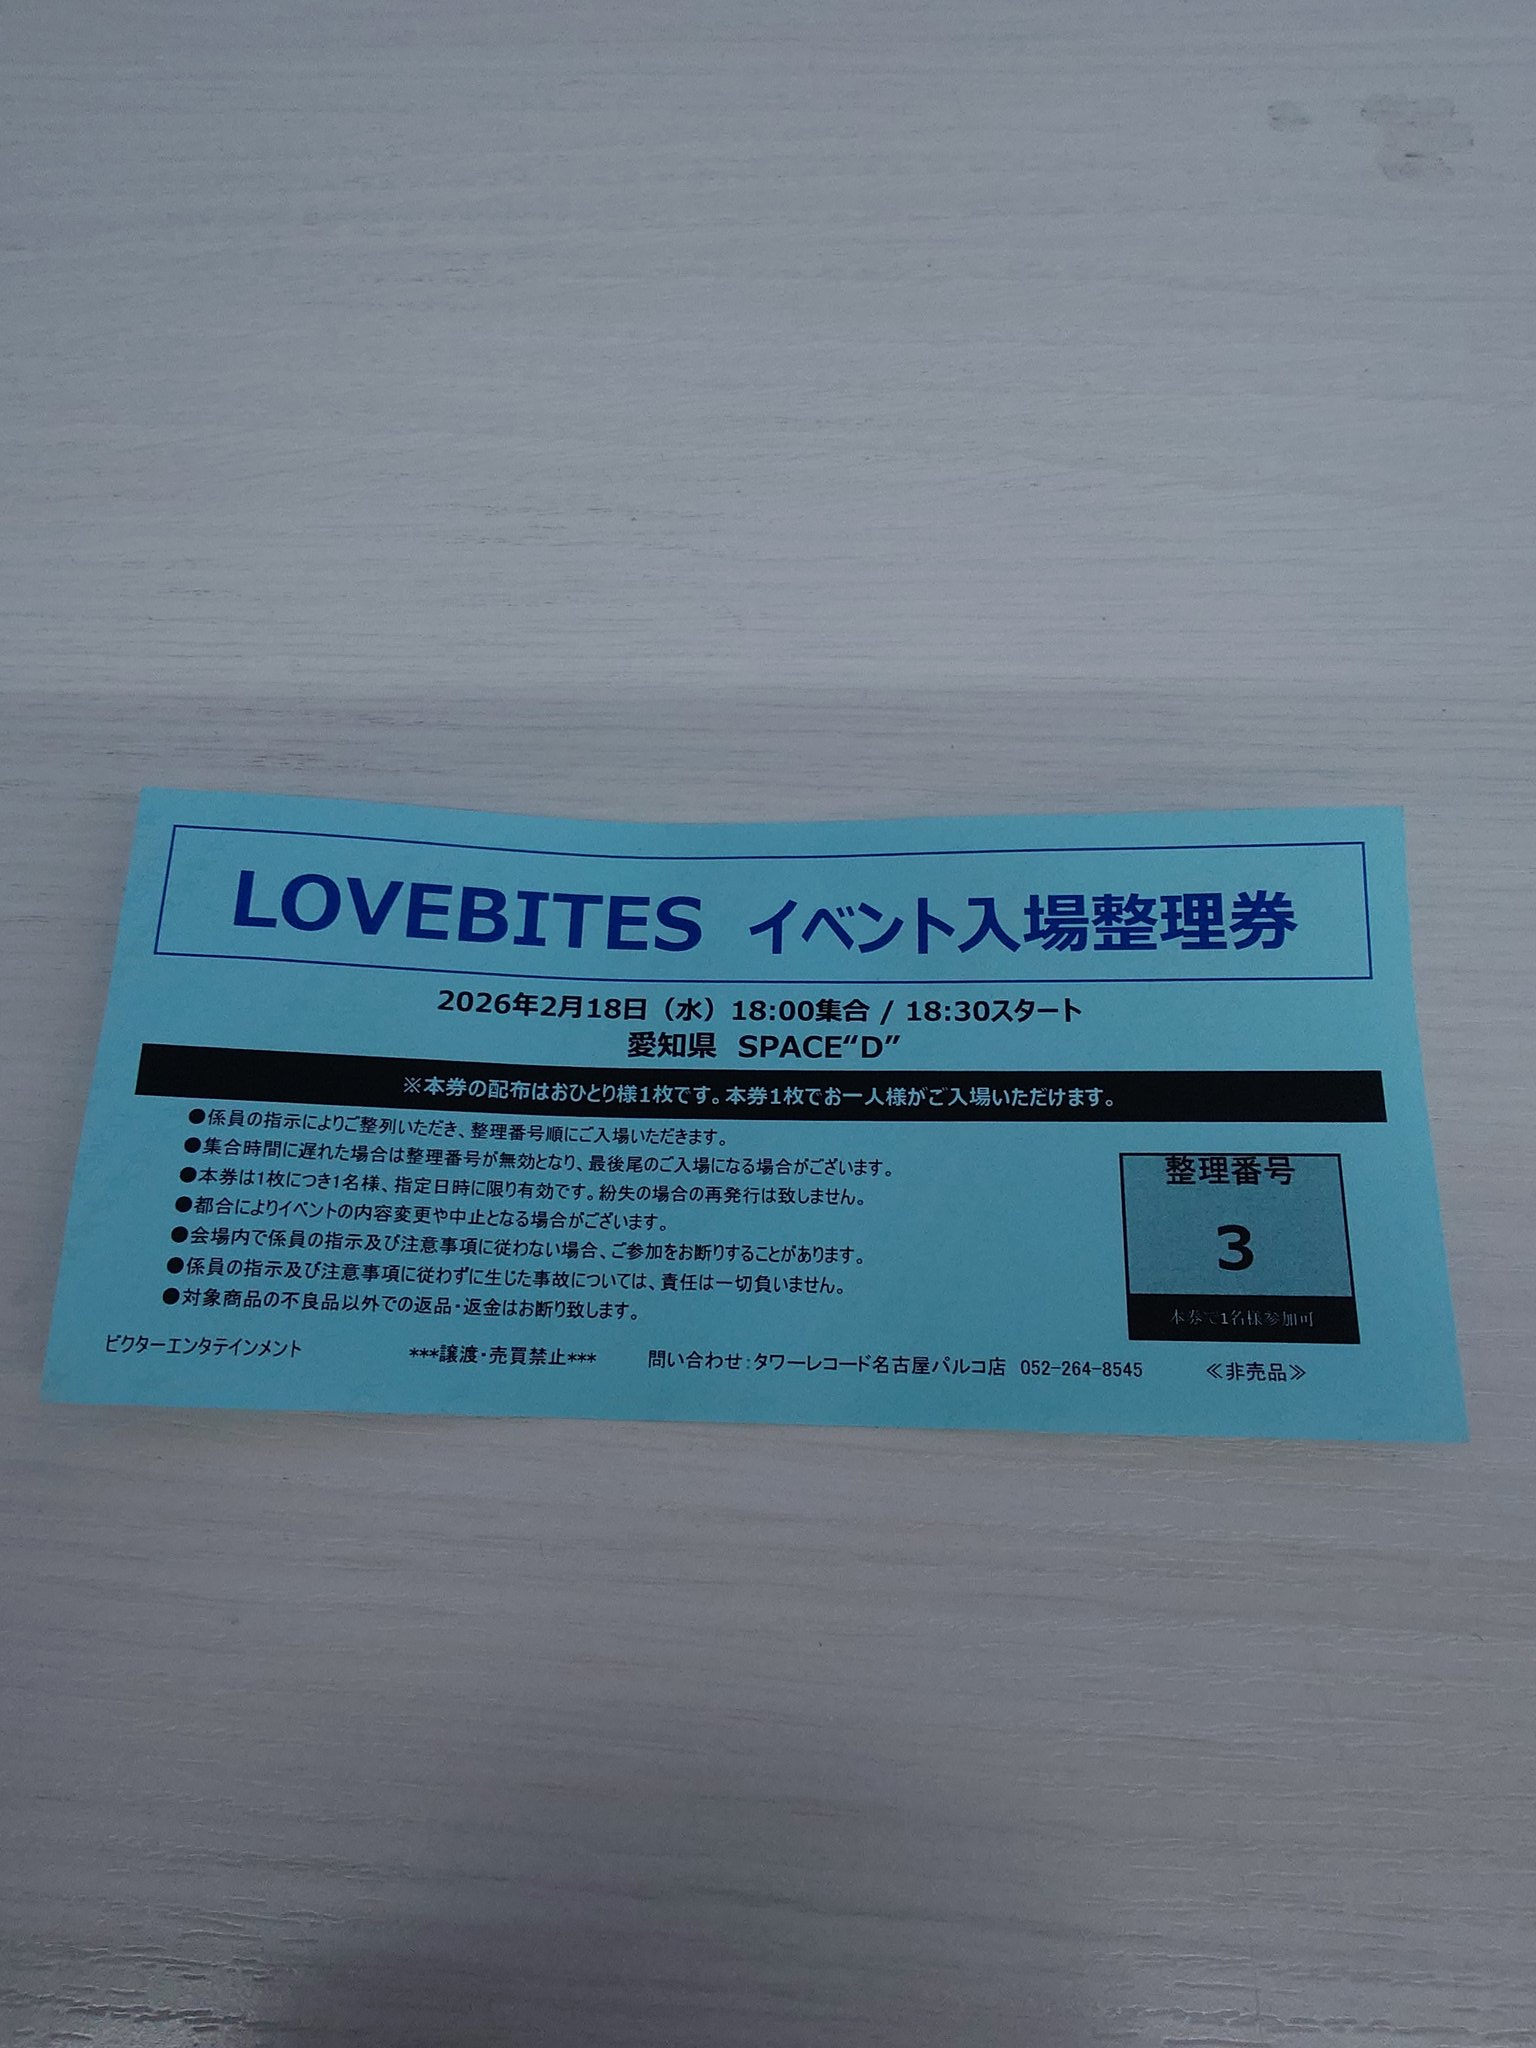 LOVEBITES イベント入場整理券
2026年2月18日（水）18:00集合 / 18:30スタート
愛知県 SPACE“D”
※本券の配布はおひとり様1枚です。本券1枚でお一人様がご入場いただけます。
●係員の指示によりご整列いただき、整理番号順にご入場いただきます。
●集合時間に遅れた場合は整理番号が無効となり、最後尾のご入場になる場合がございます。
●本券は1枚につき1名様、指定日時に限り有効です。紛失の場合の再発行は致しません。
●都合によりイベントの内容変更や中止となる場合がございます。
●会場内で係員の指示及び注意事項に従わない場合、ご参加をお断りすることがあります。
●係員の指示及び注意事項に従わずに生じた事故については、責任は一切負いません。
●対象商品の不良品以外での返品・返金はお断り致します。
整理番号
3
本券で1名様参加可
ビクターエンタテインメント ***譲渡・売買禁止*** 問い合わせ：タワーレコード名古屋パルコ店 052-264-8545 ≪非売品≫